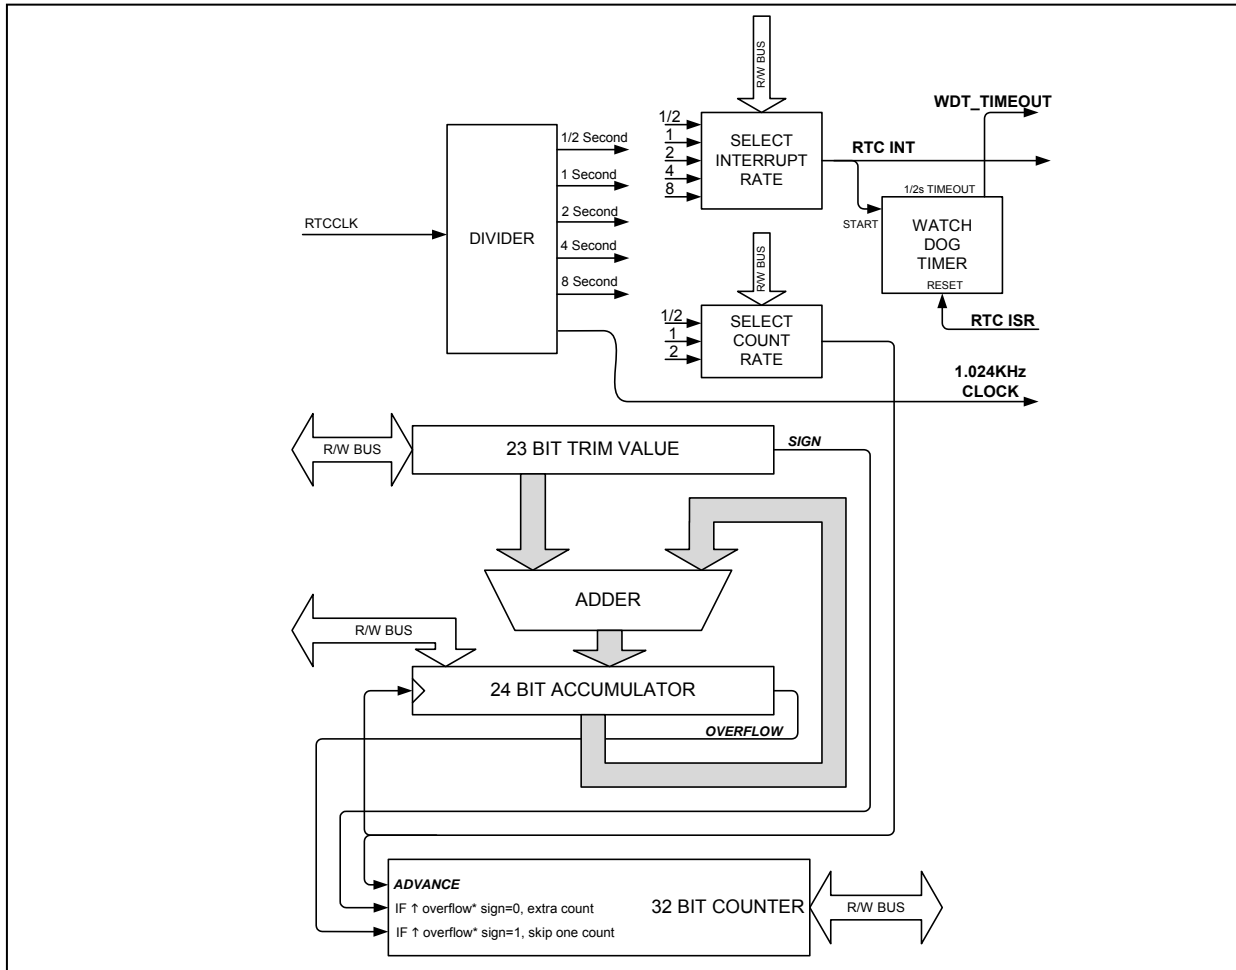 R/W BUS
WDT_TIMEOUT
1/2
1
2
4
8
SELECT
INTERRUPT
RATE
RTC INT
1/2 Second
1 Second
2 Second
4 Second
8 Second
RTCCLK
DIVIDER
START
1/2s TIMEOUT
WATCH
DOG
TIMER
RESET
RTC ISR
R/W BUS
1/2
1
2
SELECT
COUNT
RATE
1.024KHz
CLOCK
R/W BUS
23 BIT TRIM VALUE
SIGN
ADDER
R/W BUS
24 BIT ACCUMULATOR
OVERFLOW
ADVANCE
IF ↑ overflow* sign=0, extra count
IF ↑ overflow* sign=1, skip one count
32 BIT COUNTER
R/W BUS